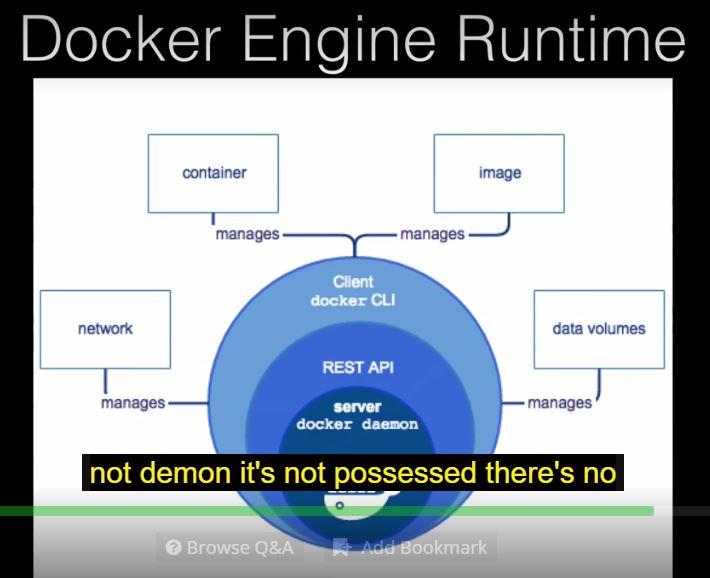 Docker Engine Runtime
container
image
manages
manages
Client
docker CLI
network
data volumes
REST API
manages
manages
server
docker daemon
not demon it's not possessed there's no
Browse Q&A
Add Bookmark